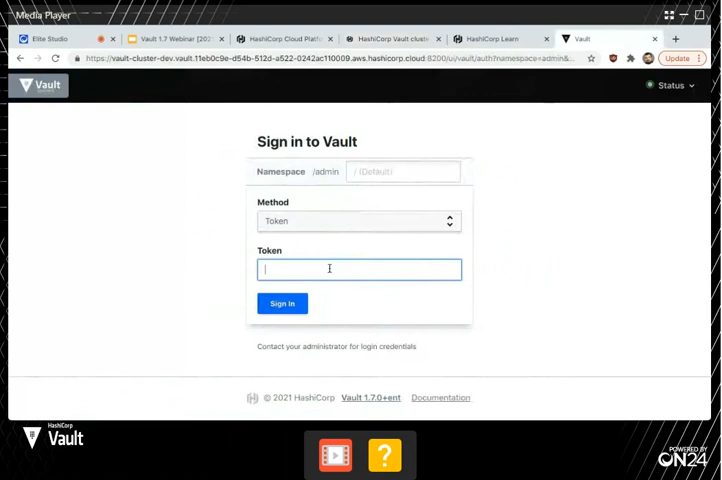 Media Player
Elite Studio
Vault 1.7 Webinar [202
HashiCorp Cloud Platfo
HashiCorp Vault cluste
HashiCorp Learn
Vault
https://vault-cluster-dev.vault.11eb0c9e-d54b-512d-a522-0242ac110009.aws.hashicorp.cloud:8200/ui/vault/auth?namespace=admin&...
Update
Vault
Status
Sign in to Vault
Namespace /admin / (Default)
Method
Token
Token
Sign In
Contact your administrator for login credentials
© 2021 HashiCorp Vault 1.7.0+ent Documentation
HashiCorp
Vault
?
POWERED BY
ON24